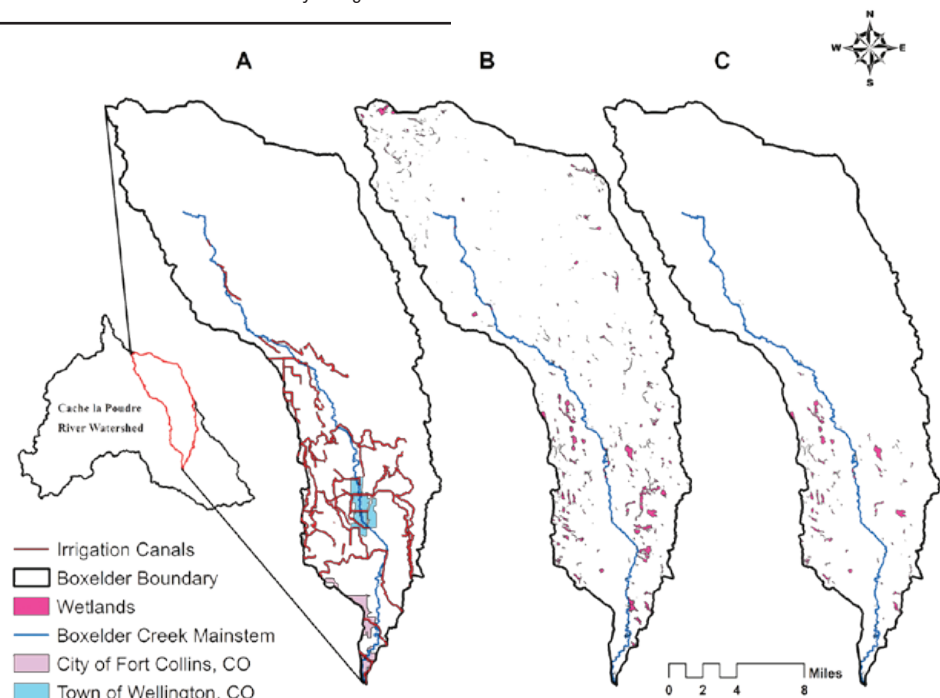 N
A B C W E
S
Cache la Poudre
River Watershed
Irrigation Canals
Boxelder Boundary
Wetlands
Boxelder Creek Mainstem
City of Fort Collins, CO
Town of Wellington, CO
Miles
0 2 4 8